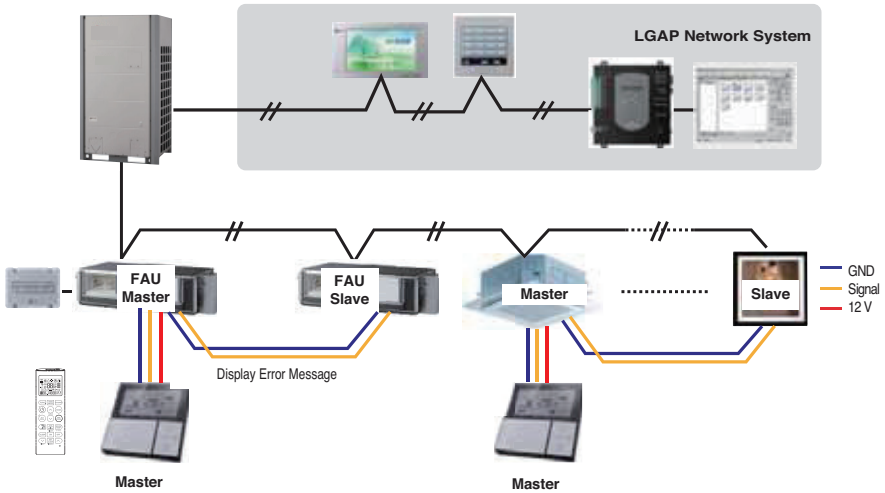 LGAP Network System
FAU
Master
FAU
Slave
Master
Slave
GND
Signal
12 V
Display Error Message
Master
Master